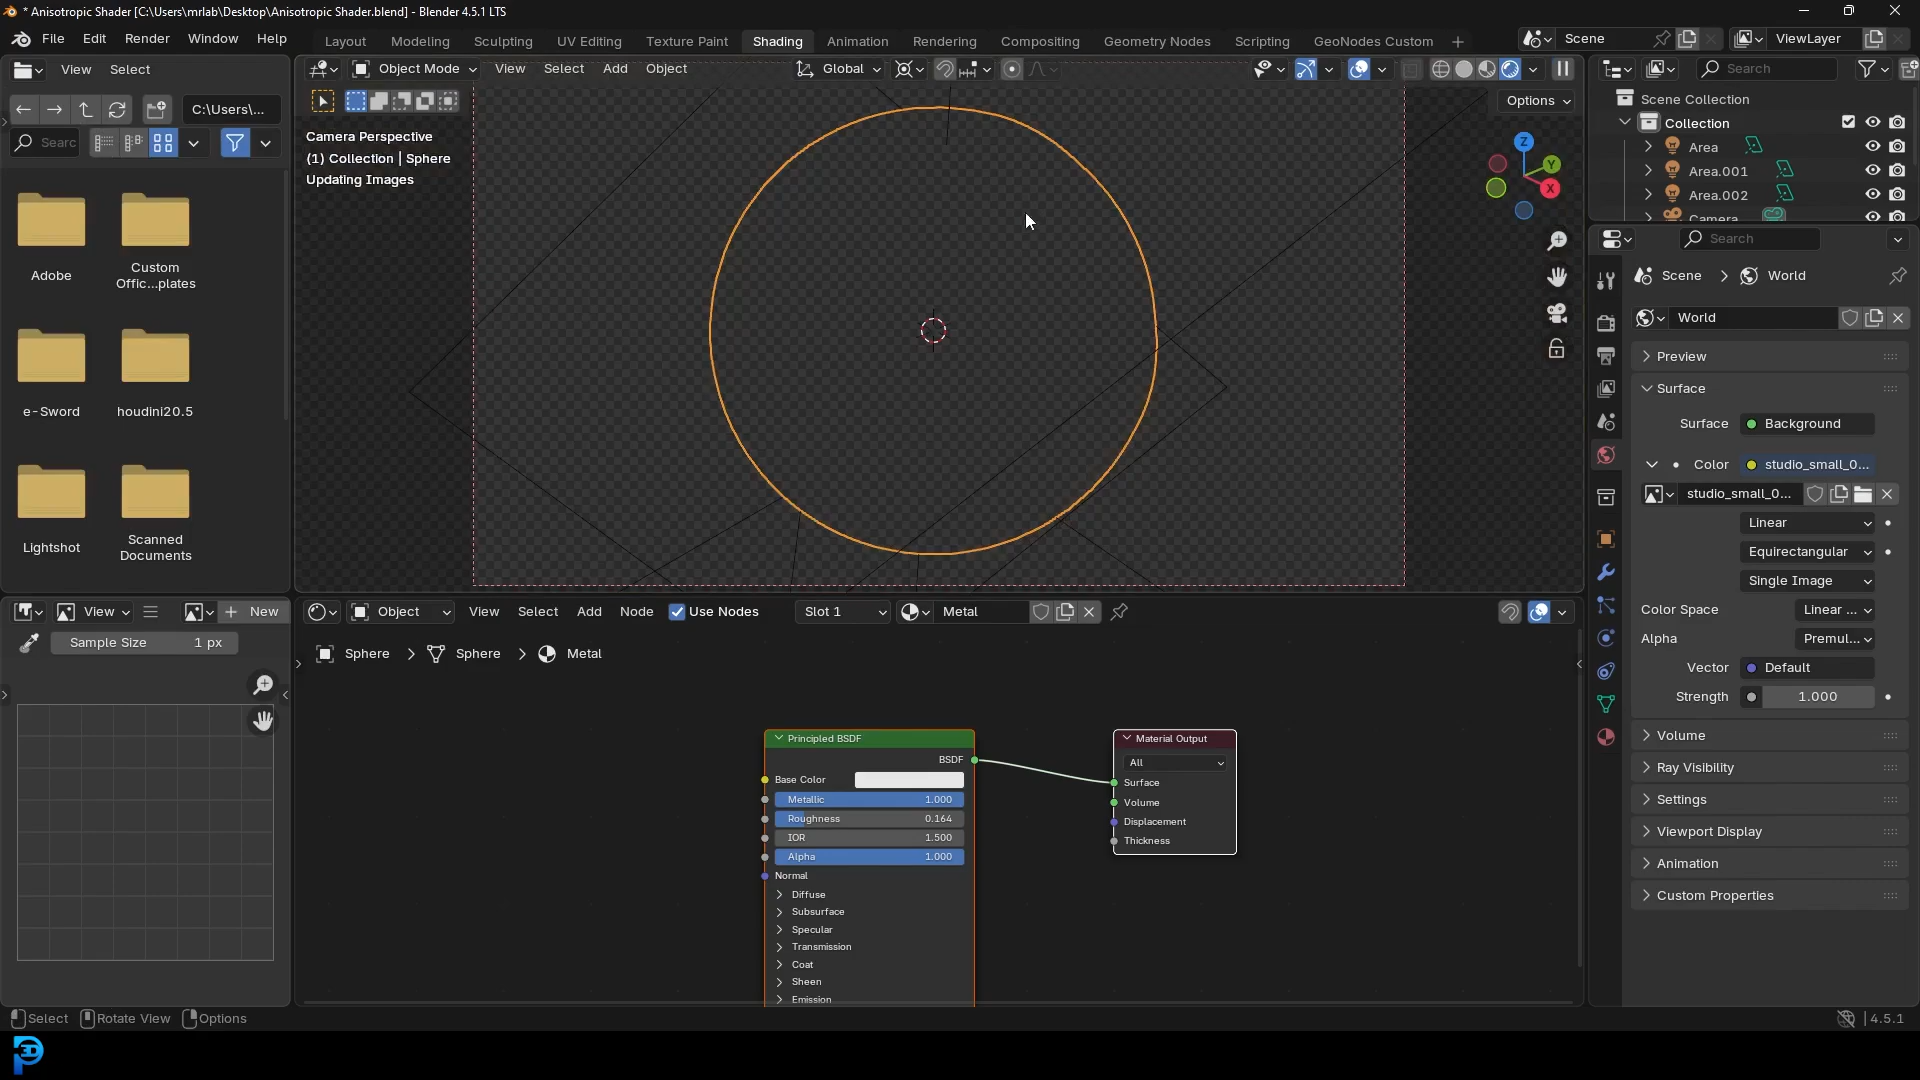 * Anisotropic Shader [C:\Users\mrlab\Desktop\Anisotropic Shader.blend] - Blender 4.5.1 LTS
File Edit Render Window Help
Layout Modeling Sculpting UV Editing Texture Paint Shading Animation Rendering Compositing Geometry Nodes Scripting GeoNodes Custom +
Scene
ViewLayer
View Select
C:\Users\...
Searc
Adobe
Custom
Offic...plates
e-Sword
houdini20.5
Lightshot
Scanned
Documents
Object Mode View Select Add Object
Global
Options
Camera Perspective
(1) Collection | Sphere
Updating Images
Z
Y
X
Search
Scene Collection
Collection
Area
Area.001
Area.002
Camera
Search
Scene > World
World
Preview
Surface
Surface Background
Color studio_small_0...
studio_small_0...
Linear
Equirectangular
Single Image
Color Space Linear ...
Alpha Premul...
Vector Default
Strength 1.000
Volume
Ray Visibility
Settings
Viewport Display
Animation
Custom Properties
View
+ New
Sample Size 1 px
Object View Select Add Node Use Nodes Slot 1 Metal
Sphere > Sphere > Metal
Principled BSDF
BSDF
Base Color
Metallic 1.000
Roughness 0.164
IOR 1.500
Alpha 1.000
Normal
Diffuse
Subsurface
Specular
Transmission
Coat
Sheen
Emission
Material Output
All
Surface
Volume
Displacement
Thickness
Select Rotate View Options
4.5.1